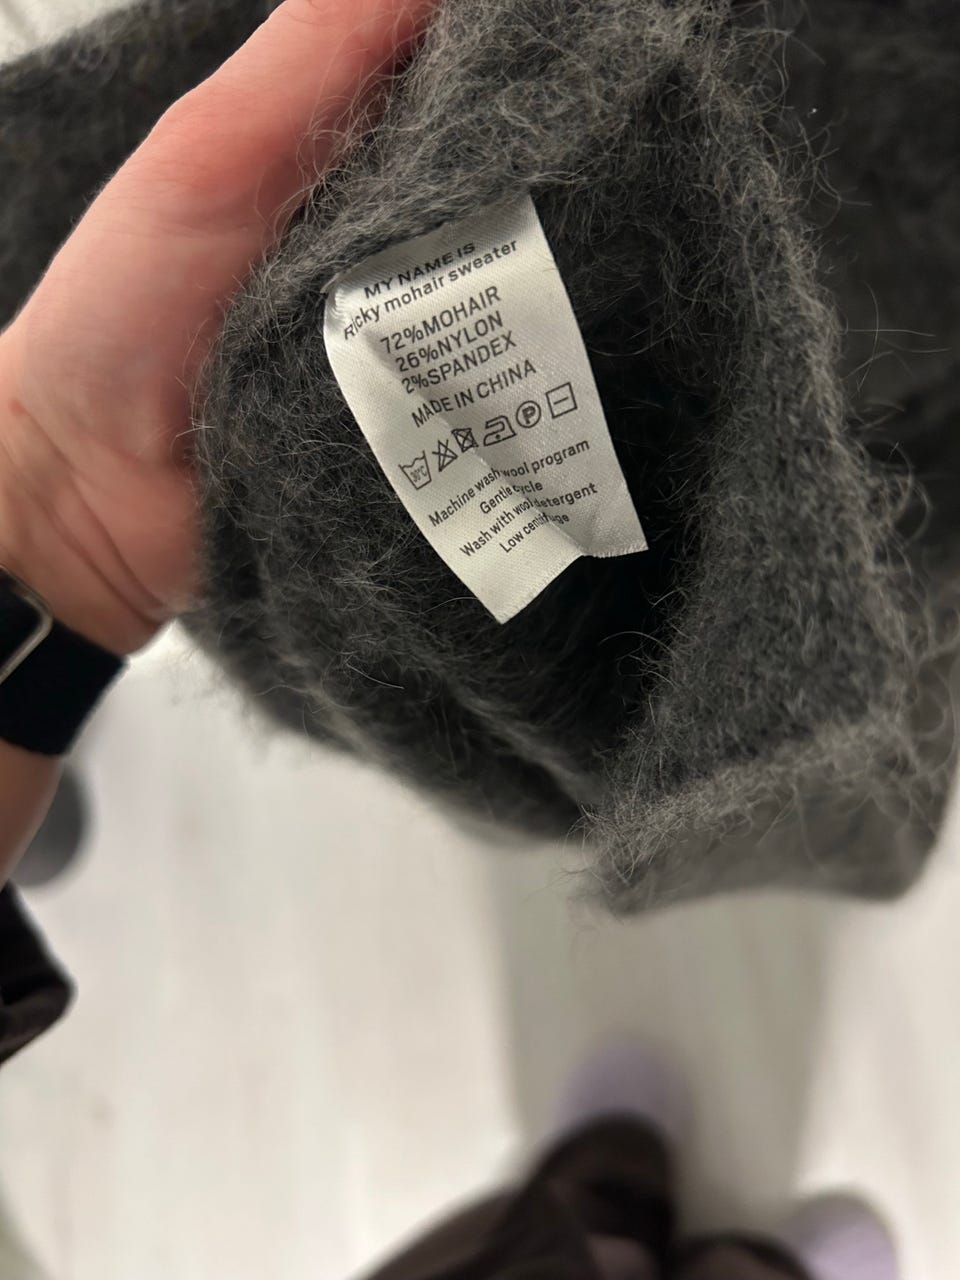 MY NAME IS
Ricky mohair sweater
72%MOHAIR
26%NYLON
2%SPANDEX
MADE IN CHINA
30°C P
Machine wash wool program
Gentle cycle
Wash with wool detergent
Low centrifuge